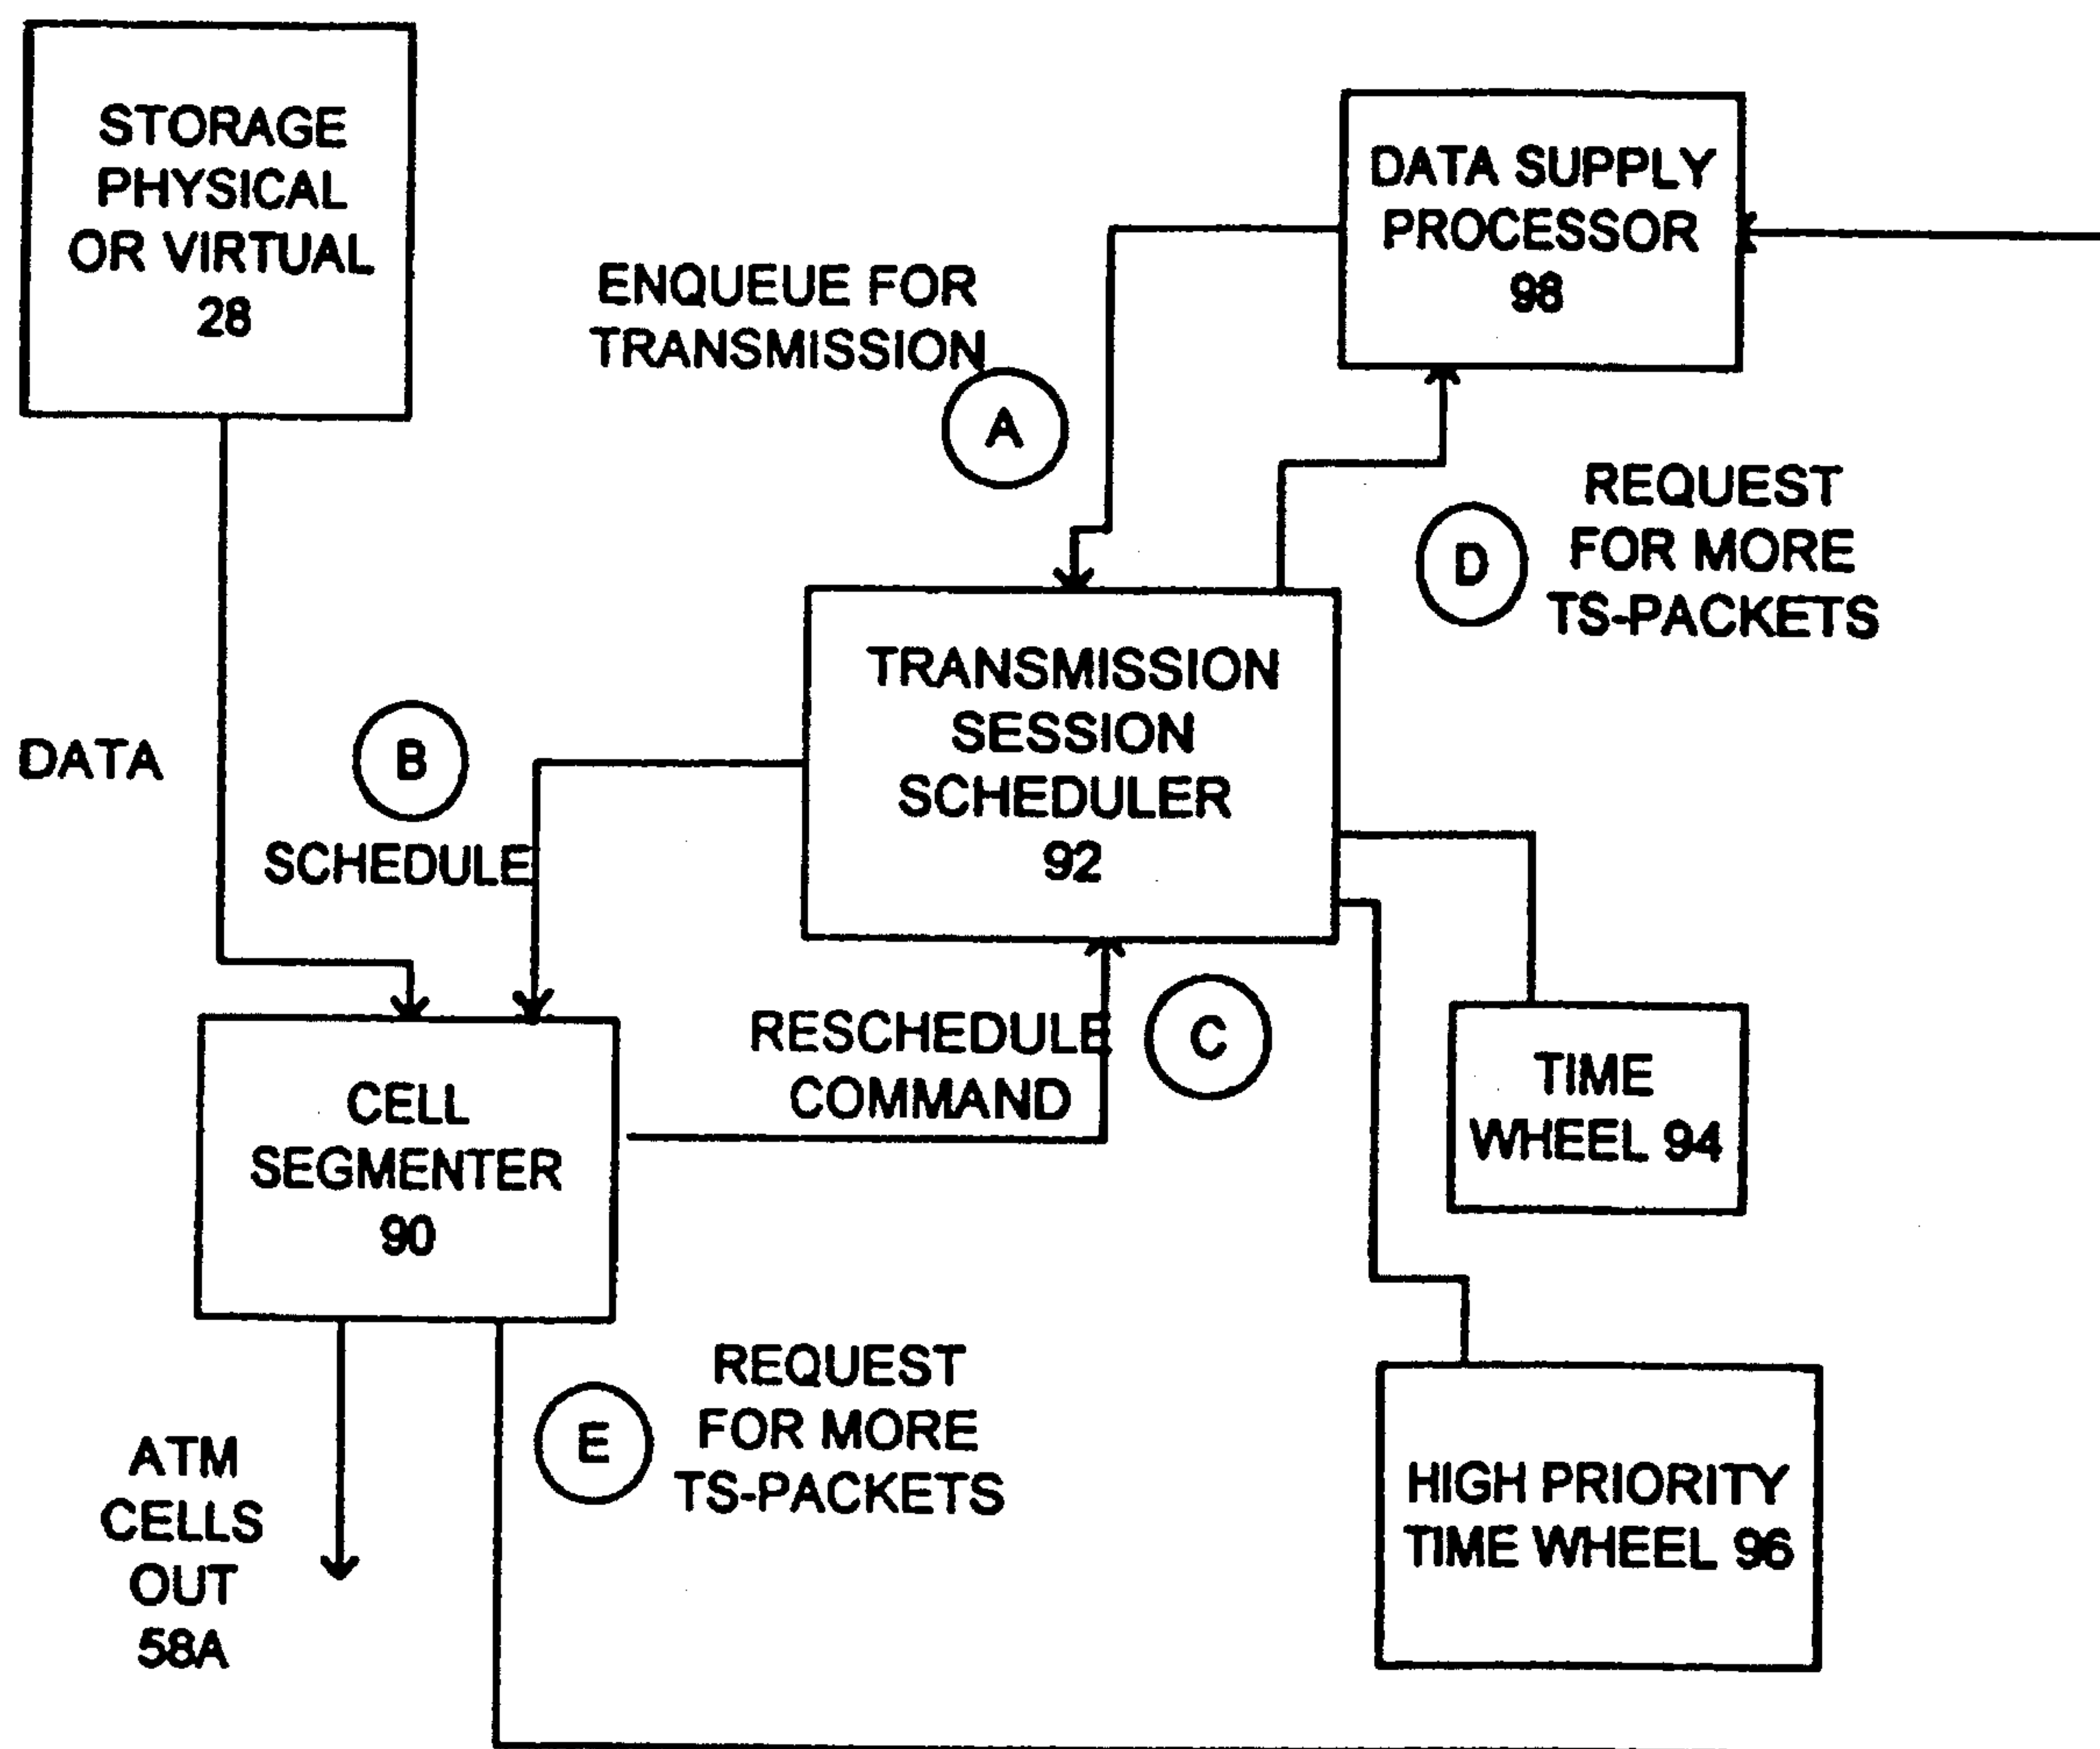 STORAGE
PHYSICAL
OR VIRTUAL
28
DATA SUPPLY
PROCESSOR
98
ENQUEUE FOR
TRANSMISSION
A
REQUEST
FOR MORE
TS-PACKETS
D
TRANSMISSION
SESSION
SCHEDULER
92
DATA
B
SCHEDULE
RESCHEDULE
COMMAND
C
TIME
WHEEL 94
CELL
SEGMENTER
90
REQUEST
FOR MORE
TS-PACKETS
E
ATM
CELLS
OUT
58A
HIGH PRIORITY
TIME WHEEL 96